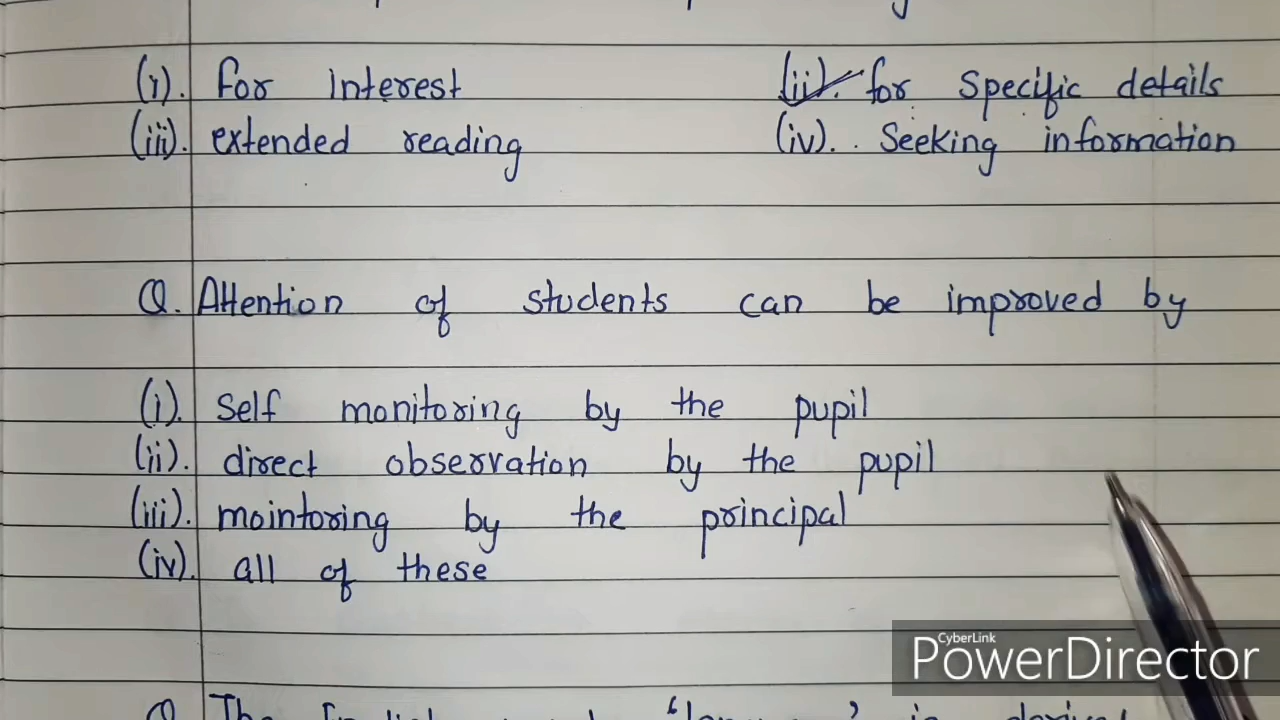 (i). for interest (ii). for specific details
(iii). extended reading (iv). Seeking information
Q. Attention of students can be improved by
(i). self monitoring by the pupil
(ii). direct observation by the pupil
(iii). mointoring by the principal
(iv). all of these
CyberLink
PowerDirector
Q. The